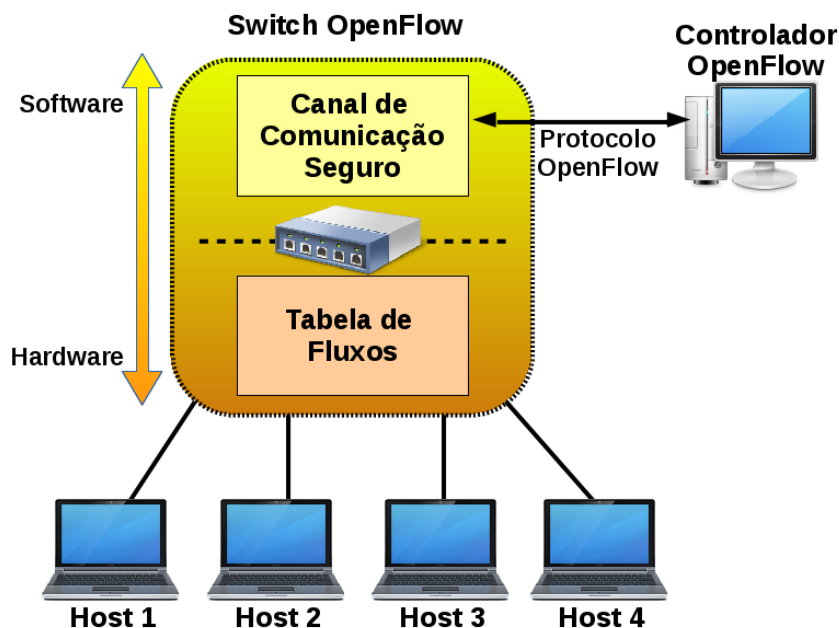 Switch OpenFlow
Controlador
OpenFlow
Software
Canal de
Comunicação
Seguro
Protocolo
OpenFlow
Tabela de
Fluxos
Hardware
Host 1
Host 2
Host 3
Host 4